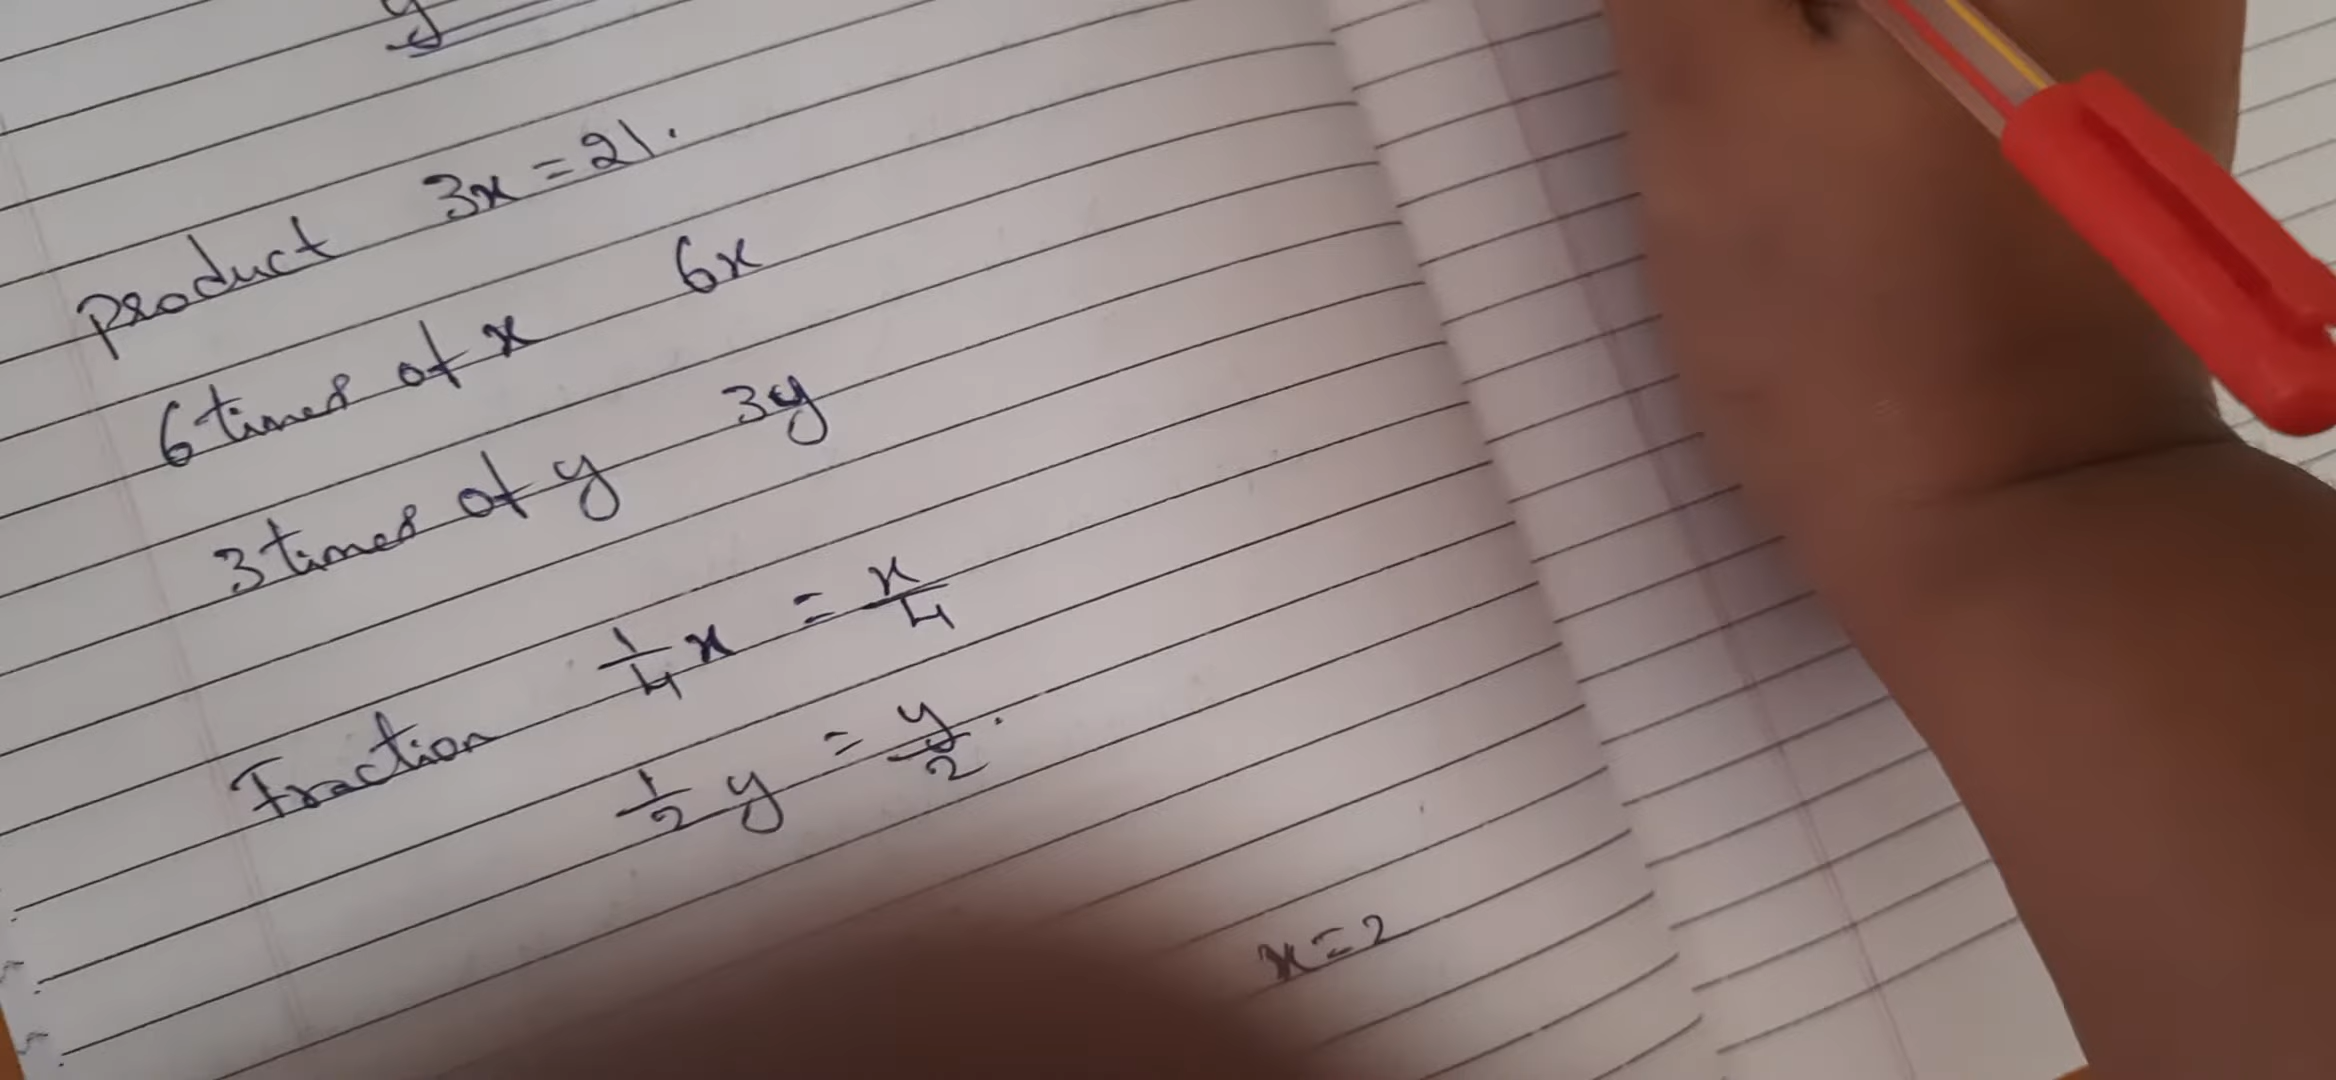 y
Product 3x = 21.
6 times of x 6x
3 times of y 3y
Fraction 1/4 x = x/4
1/2 y = y/2.
x = 2